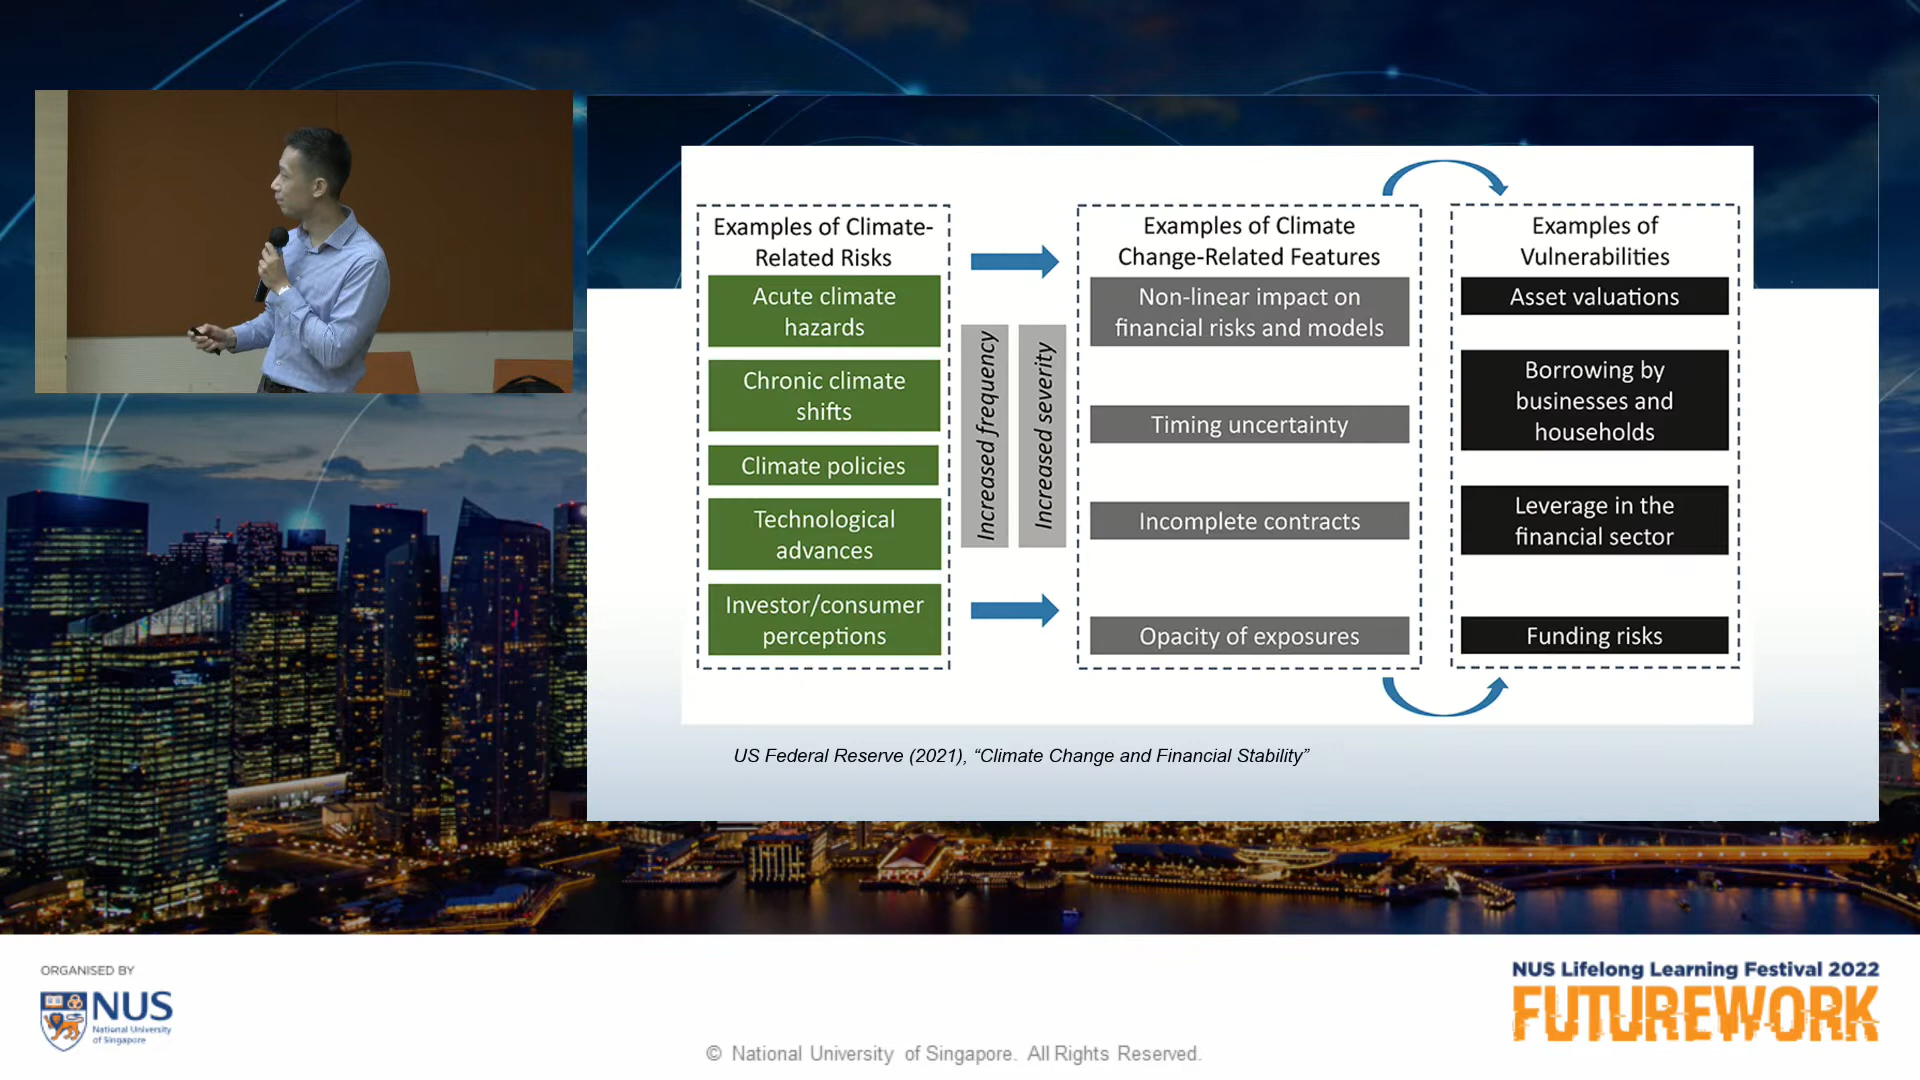 Examples of Climate-
Related Risks
Acute climate
hazards
Chronic climate
shifts
Climate policies
Technological
advances
Investor/consumer
perceptions
Increased frequency
Increased severity
Examples of Climate
Change-Related Features
Non-linear impact on
financial risks and models
Timing uncertainty
Incomplete contracts
Opacity of exposures
Examples of
Vulnerabilities
Asset valuations
Borrowing by
businesses and
households
Leverage in the
financial sector
Funding risks
US Federal Reserve (2021), “Climate Change and Financial Stability”
ORGANISED BY
NUS
National University
of Singapore
© National University of Singapore. All Rights Reserved.
NUS Lifelong Learning Festival 2022
FUTUREWORK